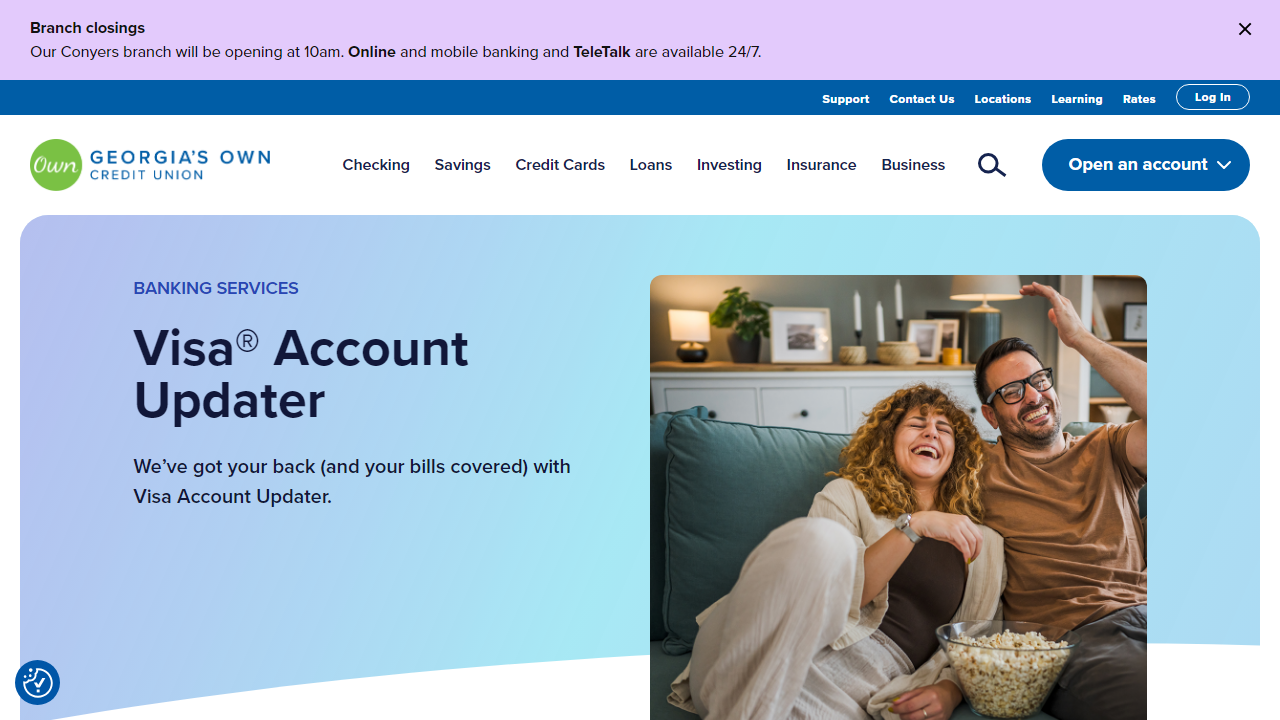 Branch closings
Our Conyers branch will be opening at 10am. Online and mobile banking and TeleTalk are available 24/7.
Support Contact Us Locations Learning Rates Log In
Own GEORGIA'S OWN
CREDIT UNION
Checking Savings Credit Cards Loans Investing Insurance Business Open an account
BANKING SERVICES
Visa® Account
Updater
We’ve got your back (and your bills covered) with
Visa Account Updater.